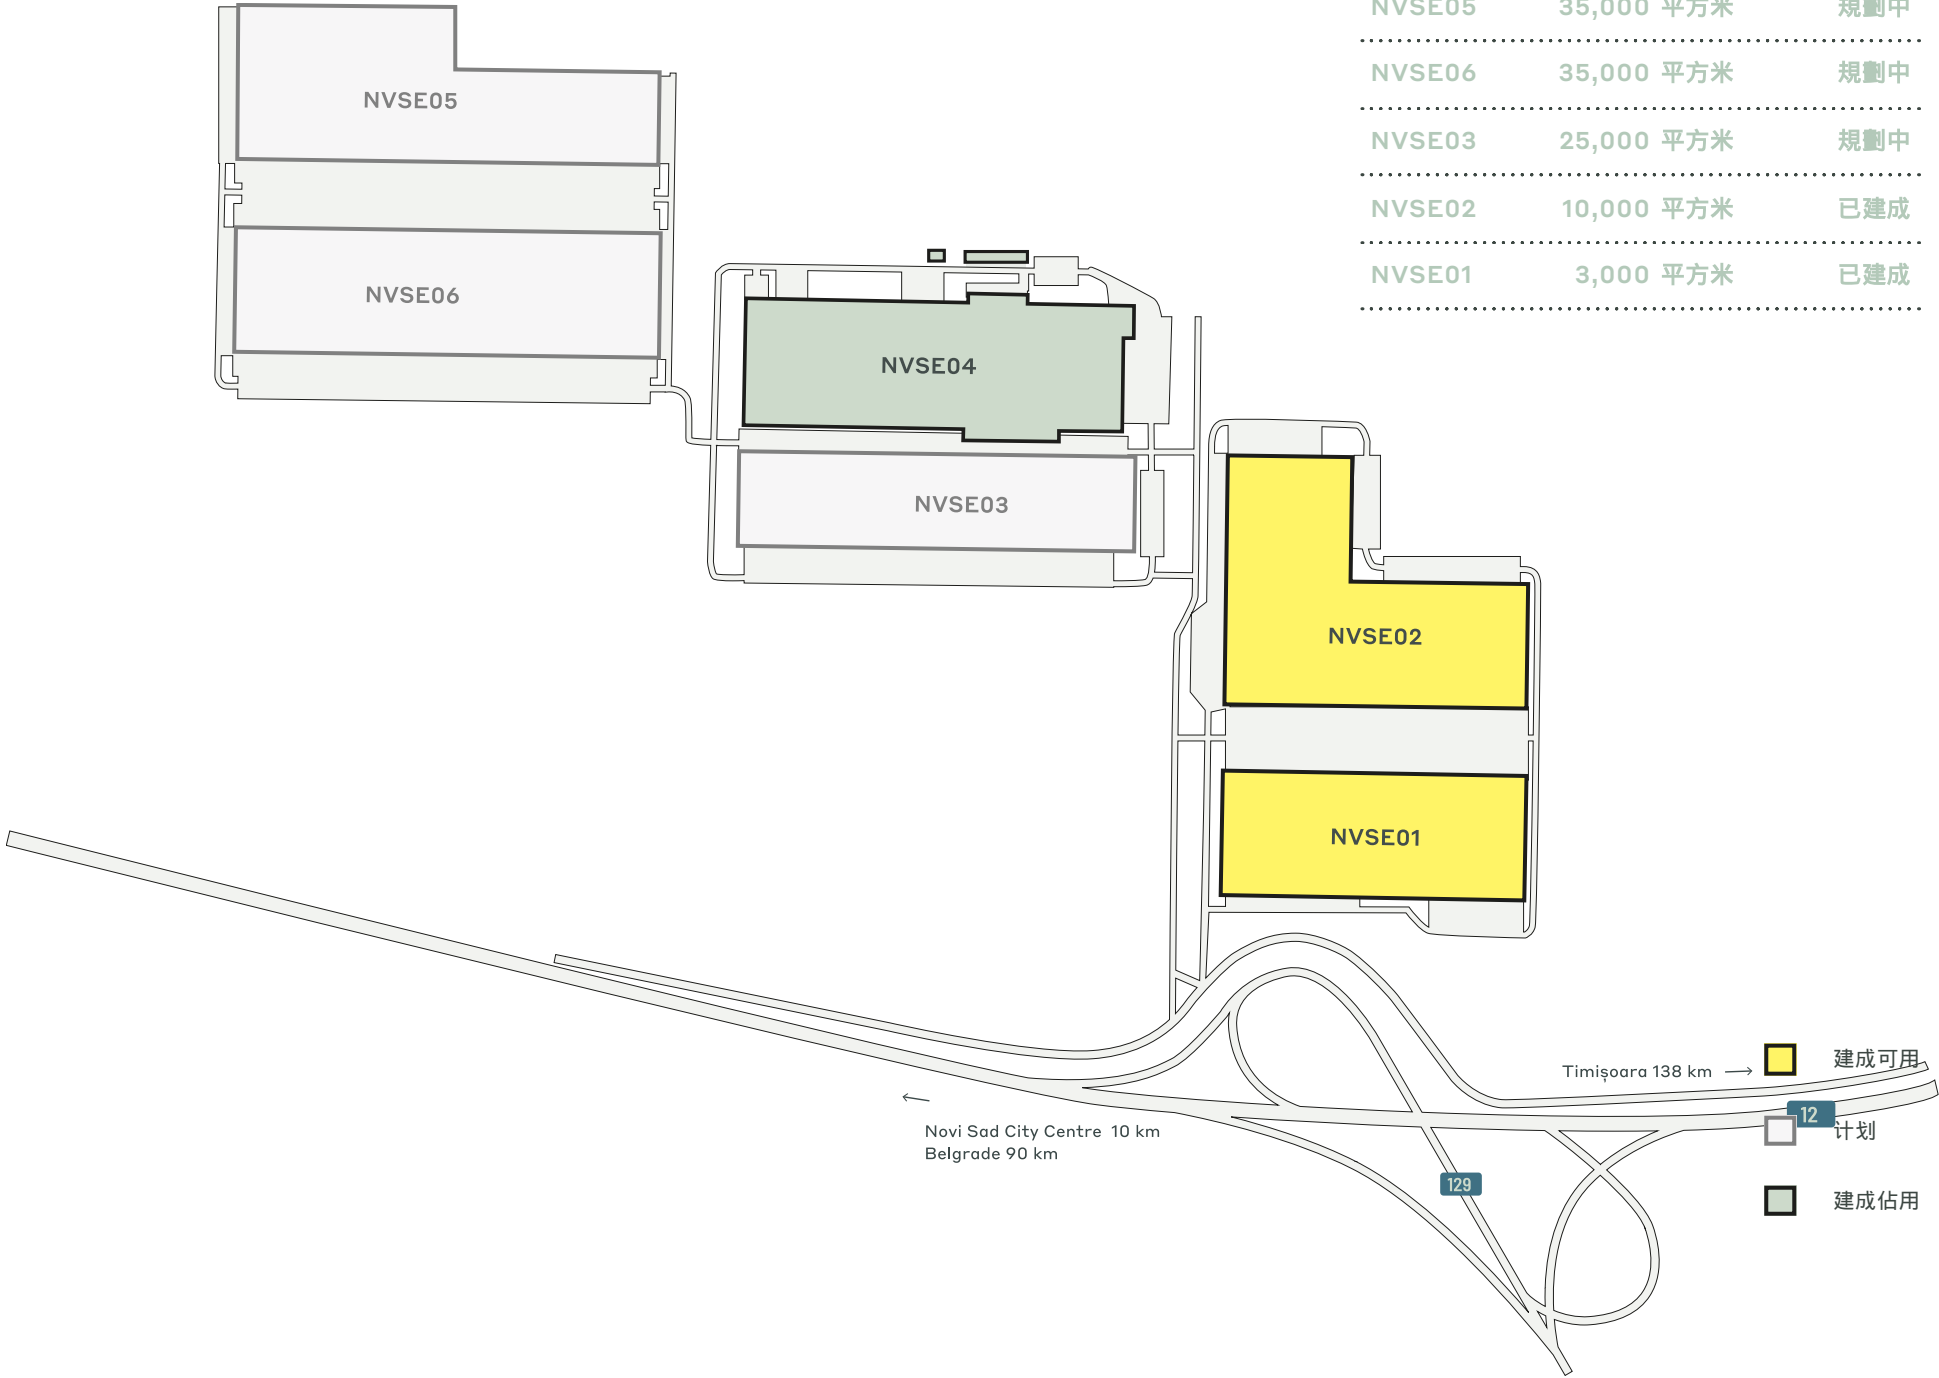 NVSE05 35,000 平方米 規劃中
NVSE06 35,000 平方米 規劃中
NVSE03 25,000 平方米 規劃中
NVSE02 10,000 平方米 已建成
NVSE01 3,000 平方米 已建成
NVSE05
NVSE06
NVSE04
NVSE03
NVSE02
NVSE01
Timișoara 138 km
建成可用
12
计划
Novi Sad City Centre 10 km
Belgrade 90 km
129
建成佔用